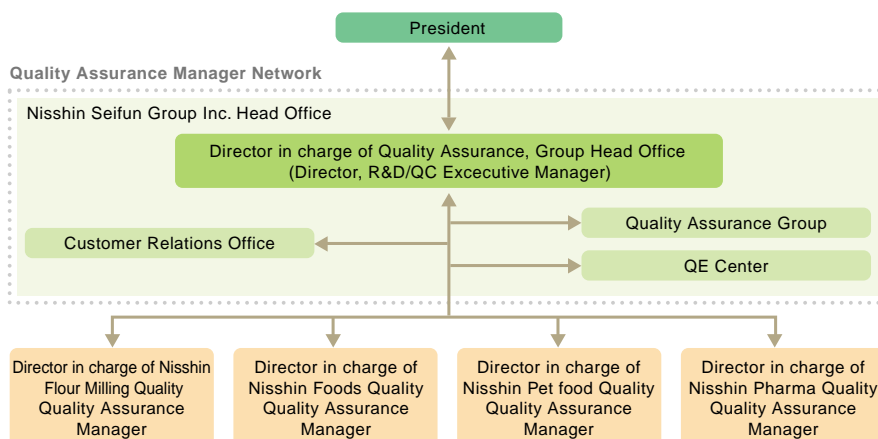 President
Quality Assurance Manager Network
Nisshin Seifun Group Inc. Head Office
Director in charge of Quality Assurance, Group Head Office
(Director, R&D/QC Excecutive Manager)
Quality Assurance Group
Customer Relations Office
QE Center
Director in charge of Nisshin
Flour Milling Quality
Quality Assurance
Manager
Director in charge of
Nisshin Foods Quality
Quality Assurance
Manager
Director in charge of
Nisshin Pet food Quality
Quality Assurance
Manager
Director in charge of
Nisshin Pharma Quality
Quality Assurance
Manager